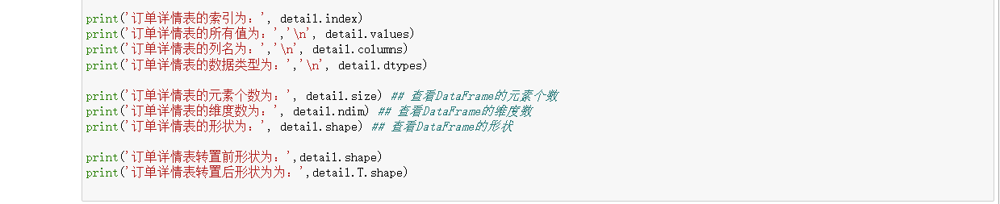 print('订单详情表的索引为：', detail.index)
print('订单详情表的所有值为：','\n', detail.values)
print('订单详情表的列名为：','\n', detail.columns)
print('订单详情表的数据类型为：','\n', detail.dtypes)
print('订单详情表的元素个数为：', detail.size) ## 查看DataFrame的元素个数
print('订单详情表的维度数为：', detail.ndim) ## 查看DataFrame的维度数
print('订单详情表的形状为：', detail.shape) ## 查看DataFrame的形状
print('订单详情表转置前形状为：',detail.shape)
print('订单详情表转置后形状为为：',detail.T.shape)